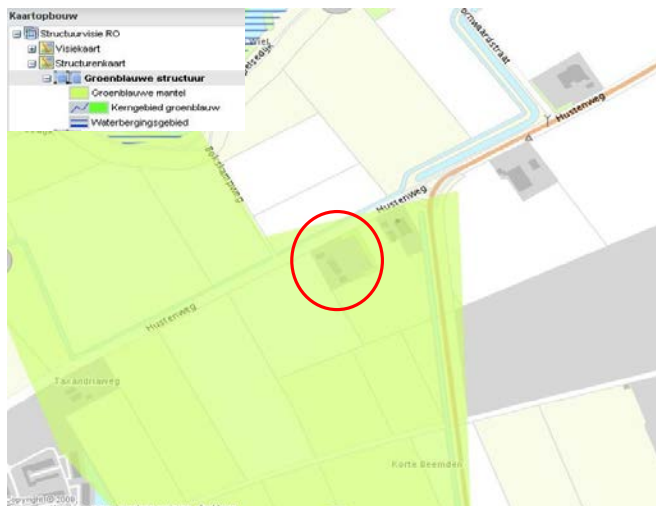 Kaartopbouw
Structuurvisie RO
Visiekaart
Structurenkaart
Groenblauwe structuur
Groenblauwe mantel
Kerngebied groenblauw
Waterbergingsgebied
Hustenweg
Hustenweg
Hustenweg
Taxandriaweg
Korte Beemden